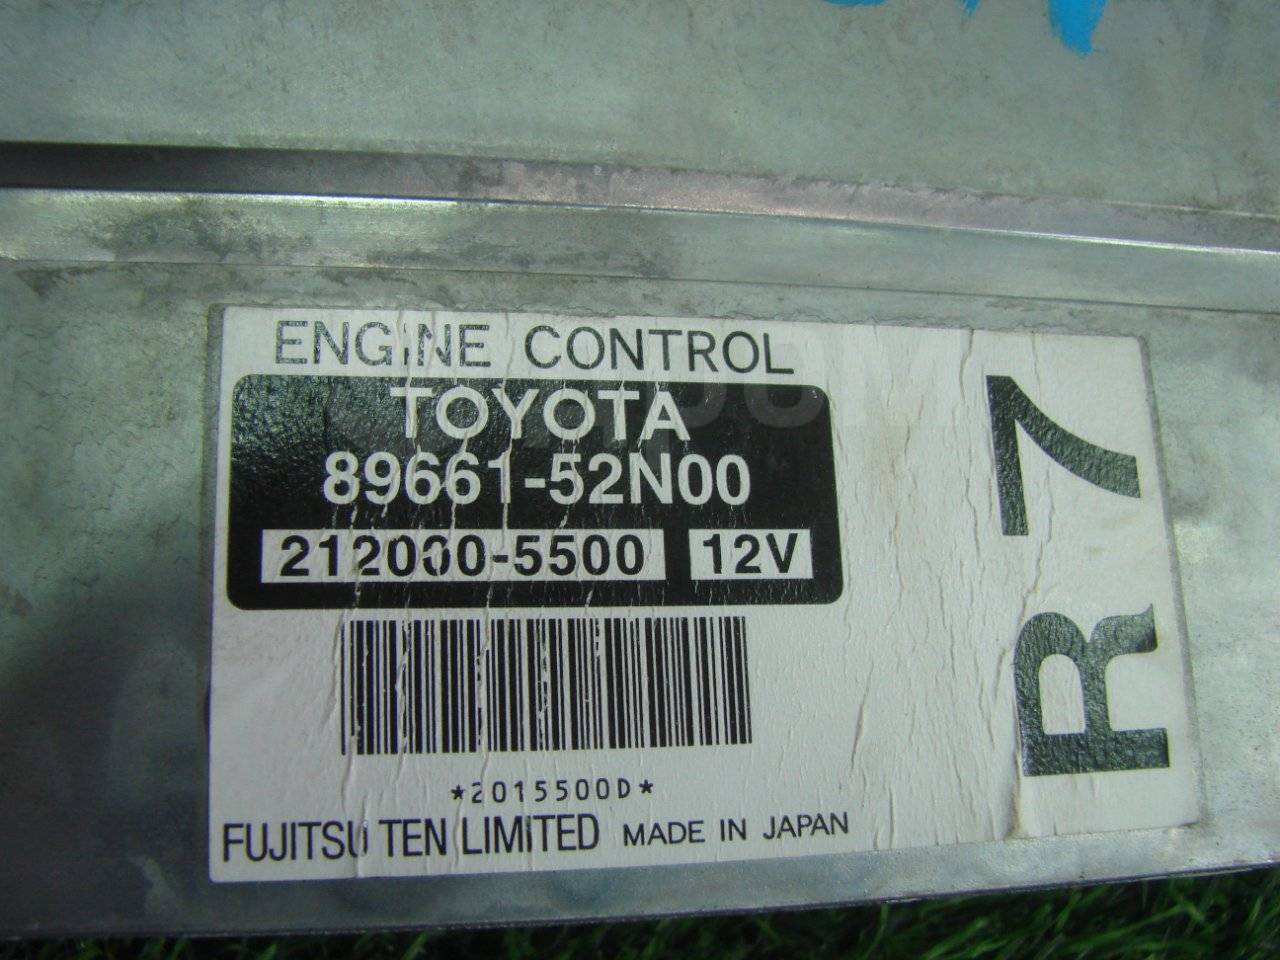 ENGINE CONTROL
TOYOTA
89661-52N00
212000-5500 12V
*2015500D*
FUJITSU TEN LIMITED MADE IN JAPAN
R7